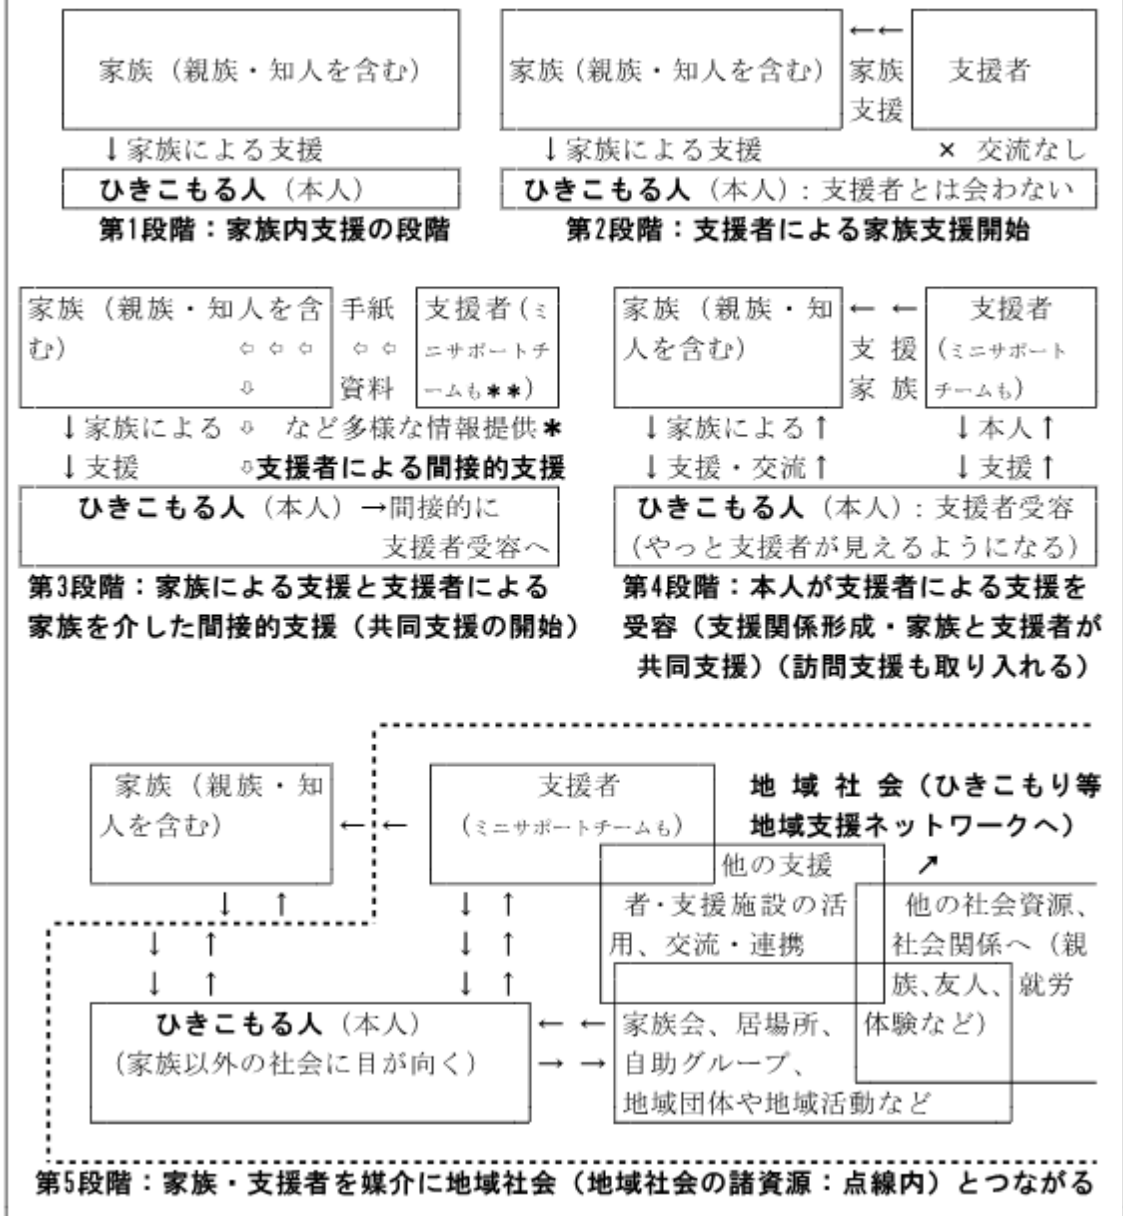 家族（親族・知人を含む）
↓家族による支援
ひきこもる人（本人）
第1段階：家族内支援の段階
家族（親族・知人を含む）
←←
家族
支援
支援者
↓家族による支援
× 交流なし
ひきこもる人（本人）：支援者とは会わない
第2段階：支援者による家族支援開始
家族（親族・知人を含
む） ⇦ ⇦ ⇦
⇩
手紙
⇦ ⇦
資料
支援者（ミ
ニサポートチ
ームも＊＊）
↓家族による ⇩ など多様な情報提供＊
↓支援 ⇩支援者による間接的支援
ひきこもる人（本人）→間接的に
支援者受容へ
第3段階：家族による支援と支援者による
家族を介した間接的支援（共同支援の開始）
家族（親族・知
人を含む）
← ←
支 援
家 族
支援者
（ミニサポート
チームも）
↓家族による↑ ↓本人↑
↓支援・交流↑ ↓支援↑
ひきこもる人（本人）：支援者受容
（やっと支援者が見えるようになる）
第4段階：本人が支援者による支援を
受容（支援関係形成・家族と支援者が
共同支援）（訪問支援も取り入れる）
家族（親族・知
人を含む）
← ←
支援者
（ミニサポートチームも）
地 域 社 会（ひきこもり等
地域支援ネットワークへ）
↗
他の支援
者・支援施設の活
用、交流・連携
他の社会資源、
社会関係へ（親
族、友人、就労
体験など）
↓ ↑ ↓ ↑
↓ ↑ ↓ ↑
↓ ↑ ↓ ↑
ひきこもる人（本人）
（家族以外の社会に目が向く）
← ←
→ →
家族会、居場所、
自助グループ、
地域団体や地域活動など
第5段階：家族・支援者を媒介に地域社会（地域社会の諸資源：点線内）とつながる